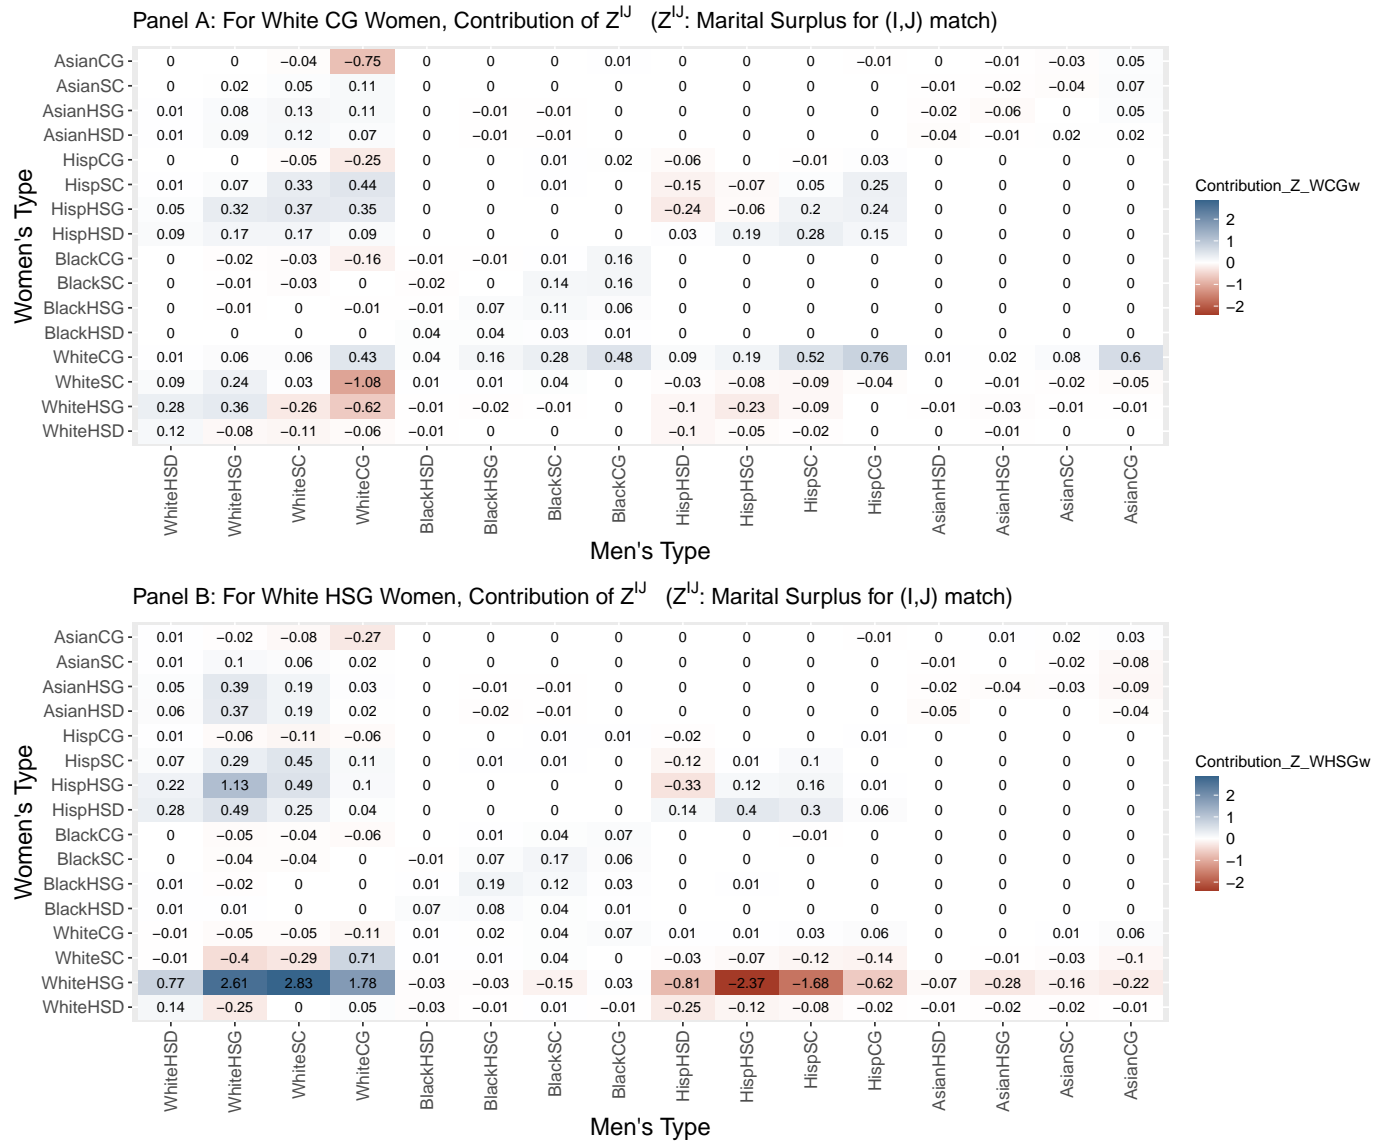 Panel A: For White CG Women, Contribution of Z^IJ (Z^IJ: Marital Surplus for (I,J) match)
AsianCG 0 0 −0.04 −0.75 0 0 0 0.01 0 0 0 −0.01 0 −0.01 −0.03 0.05
AsianSC 0 0.02 0.05 0.11 0 0 0 0 0 0 0 0 −0.01 −0.02 −0.04 0.07
AsianHSG 0.01 0.08 0.13 0.11 0 −0.01 −0.01 0 0 0 0 0 −0.02 −0.06 0 0.05
AsianHSD 0.01 0.09 0.12 0.07 0 −0.01 −0.01 0 0 0 0 0 −0.04 −0.01 0.02 0.02
HispCG 0 0 −0.05 −0.25 0 0 0.01 0.02 −0.06 0 −0.01 0.03 0 0 0 0
HispSC 0.01 0.07 0.33 0.44 0 0 0.01 0 −0.15 −0.07 0.05 0.25 0 0 0 0
HispHSG 0.05 0.32 0.37 0.35 0 0 0 0 −0.24 −0.06 0.2 0.24 0 0 0 0
HispHSD 0.09 0.17 0.17 0.09 0 0 0 0 0.03 0.19 0.28 0.15 0 0 0 0
BlackCG 0 −0.02 −0.03 −0.16 −0.01 −0.01 0.01 0.16 0 0 0 0 0 0 0 0
BlackSC 0 −0.01 −0.03 0 −0.02 0 0.14 0.16 0 0 0 0 0 0 0 0
BlackHSG 0 −0.01 0 −0.01 −0.01 0.07 0.11 0.06 0 0 0 0 0 0 0 0
BlackHSD 0 0 0 0 0.04 0.04 0.03 0.01 0 0 0 0 0 0 0 0
WhiteCG 0.01 0.06 0.06 0.43 0.04 0.16 0.28 0.48 0.09 0.19 0.52 0.76 0.01 0.02 0.08 0.6
WhiteSC 0.09 0.24 0.03 −1.08 0.01 0.01 0.04 0 −0.03 −0.08 −0.09 −0.04 0 −0.01 −0.02 −0.05
WhiteHSG 0.28 0.36 −0.26 −0.62 −0.01 −0.02 −0.01 0 −0.1 −0.23 −0.09 0 −0.01 −0.03 −0.01 −0.01
WhiteHSD 0.12 −0.08 −0.11 −0.06 −0.01 0 0 0 −0.1 −0.05 −0.02 0 0 −0.01 0 0
WhiteHSD WhiteHSG WhiteSC WhiteCG BlackHSD BlackHSG BlackSC BlackCG HispHSD HispHSG HispSC HispCG AsianHSD AsianHSG AsianSC AsianCG
Men's Type
Women's Type
Contribution_Z_WCGw
2
1
0
−1
−2
Panel B: For White HSG Women, Contribution of Z^IJ (Z^IJ: Marital Surplus for (I,J) match)
AsianCG 0.01 −0.02 −0.08 −0.27 0 0 0 0 0 0 0 −0.01 0 0.01 0.02 0.03
AsianSC 0.01 0.1 0.06 0.02 0 0 0 0 0 0 0 0 −0.01 0 −0.02 −0.08
AsianHSG 0.05 0.39 0.19 0.03 0 −0.01 −0.01 0 0 0 0 0 −0.02 −0.04 −0.03 −0.09
AsianHSD 0.06 0.37 0.19 0.02 0 −0.02 −0.01 0 0 0 0 0 −0.05 0 0 −0.04
HispCG 0.01 −0.06 −0.11 −0.06 0 0 0.01 0.01 −0.02 0 0 0.01 0 0 0 0
HispSC 0.07 0.29 0.45 0.11 0 0.01 0.01 0 −0.12 0.01 0.1 0 0 0 0 0
HispHSG 0.22 1.13 0.49 0.1 0 0 0 0 −0.33 0.12 0.16 0.01 0 0 0 0
HispHSD 0.28 0.49 0.25 0.04 0 0 0 0 0.14 0.4 0.3 0.06 0 0 0 0
BlackCG 0 −0.05 −0.04 −0.06 0 0.01 0.04 0.07 0 0 −0.01 0 0 0 0 0
BlackSC 0 −0.04 −0.04 0 −0.01 0.07 0.17 0.06 0 0 0 0 0 0 0 0
BlackHSG 0.01 −0.02 0 0 0.01 0.19 0.12 0.03 0 0.01 0 0 0 0 0 0
BlackHSD 0.01 0.01 0 0 0.07 0.08 0.04 0.01 0 0 0 0 0 0 0 0
WhiteCG −0.01 −0.05 −0.05 −0.11 0.01 0.02 0.04 0.07 0.01 0.01 0.03 0.06 0 0 0.01 0.06
WhiteSC −0.01 −0.4 −0.29 0.71 0.01 0.01 0.04 0 −0.03 −0.07 −0.12 −0.14 0 −0.01 −0.03 −0.1
WhiteHSG 0.77 2.61 2.83 1.78 −0.03 −0.03 −0.15 0.03 −0.81 −2.37 −1.68 −0.62 −0.07 −0.28 −0.16 −0.22
WhiteHSD 0.14 −0.25 0 0.05 −0.03 −0.01 0.01 −0.01 −0.25 −0.12 −0.08 −0.02 −0.01 −0.02 −0.02 −0.01
WhiteHSD WhiteHSG WhiteSC WhiteCG BlackHSD BlackHSG BlackSC BlackCG HispHSD HispHSG HispSC HispCG AsianHSD AsianHSG AsianSC AsianCG
Men's Type
Women's Type
Contribution_Z_WHSGw
2
1
0
−1
−2